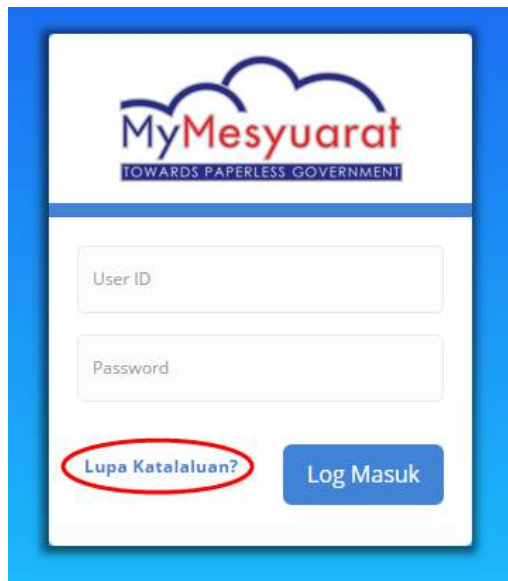 MyMesyuarat
TOWARDS PAPERLESS GOVERNMENT
User ID
Password
Lupa Katalaluan?
Log Masuk